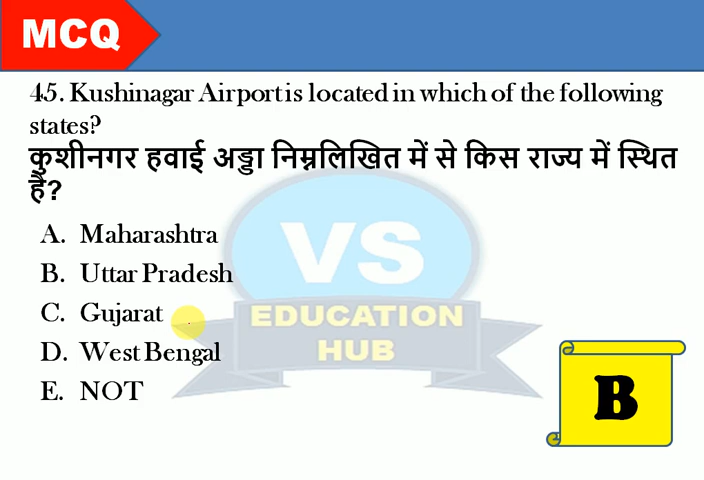 MCQ
45. Kushinagar Airport is located in which of the following
states?
कुशीनगर हवाई अड्डा निम्नलिखित में से किस राज्य में स्थित
है?
A. Maharashtra
B. Uttar Pradesh
C. Gujarat
D. West Bengal
E. NOT
VS
EDUCATION
HUB
B